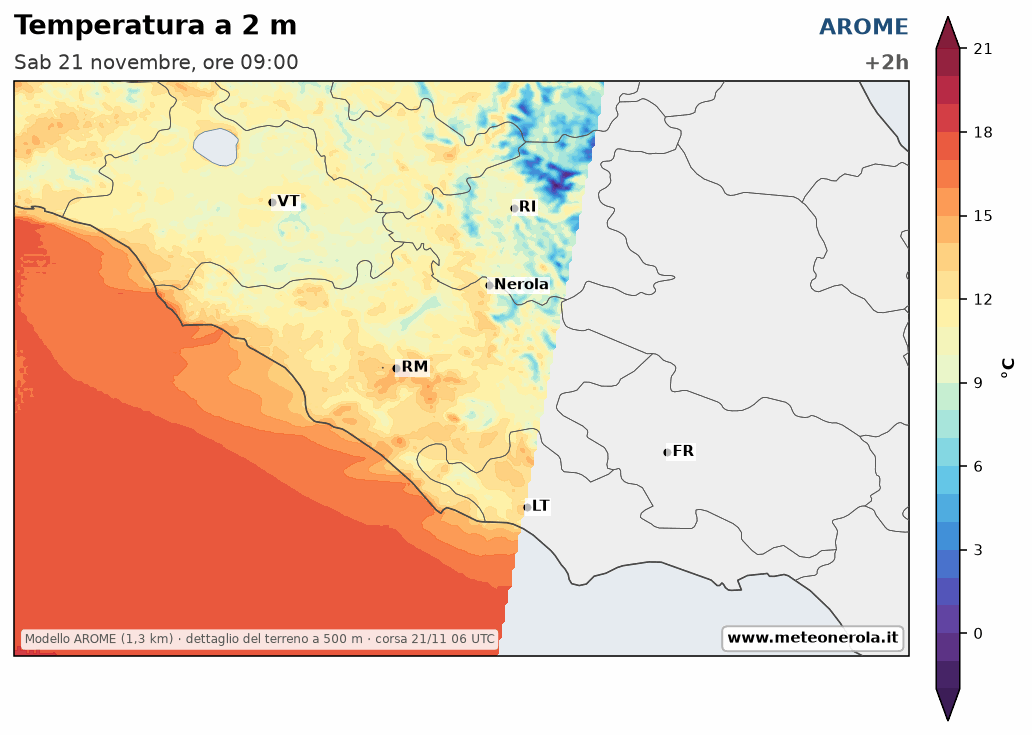 Temperatura a 2 m
AROME
Sab 21 novembre, ore 09:00
+2h
VT
RI
Nerola
RM
FR
LT
21
18
15
12
9
6
3
0
°C
Modello AROME (1,3 km) · dettaglio del terreno a 500 m · corsa 21/11 06 UTC
www.meteonerola.it